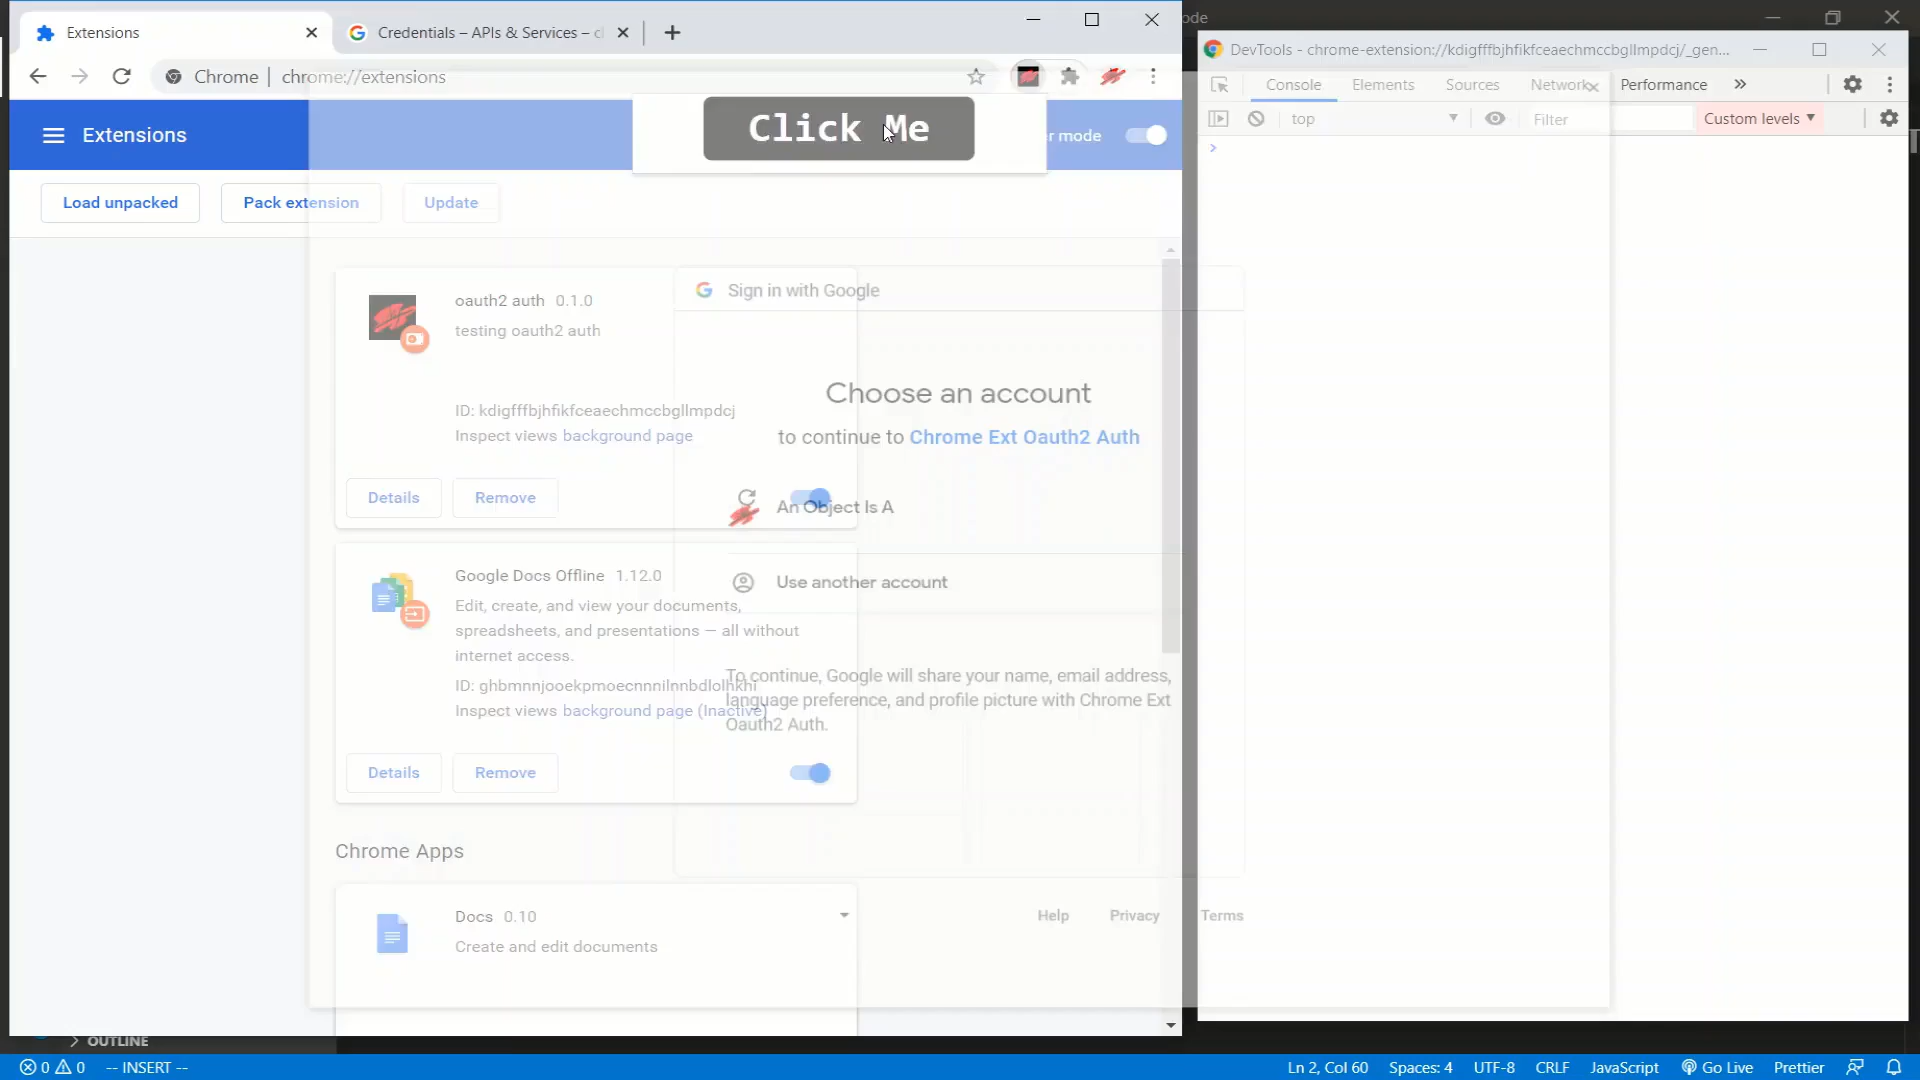 Extensions
Credentials – APIs & Services –
ode
DevTools - chrome-extension://kdigfffbjhfikfceaechmccbgllmpdcj/_gen...
Chrome | chrome://extensions
Console
Elements
Sources
Network
Performance
top
Filter
Custom levels
Extensions
Click Me
r mode
Load unpacked
Pack extension
Update
oauth2 auth 0.1.0
testing oauth2 auth
ID: kdigfffbjhfikfceaechmccbgllmpdcj
Inspect views background page
Details
Remove
Sign in with Google
Choose an account
to continue to Chrome Ext Oauth2 Auth
An Object Is A
Use another account
To continue, Google will share your name, email address,
language preference, and profile picture with Chrome Ext
Oauth2 Auth.
Google Docs Offline 1.12.0
Edit, create, and view your documents,
spreadsheets, and presentations — all without
internet access.
ID: ghbmnnjooekpmoecnnnilnnbdlolhkhi
Inspect views background page (Inactive)
Details
Remove
Chrome Apps
Docs 0.10
Create and edit documents
Help
Privacy
Terms
OUTLINE
0 0 -- INSERT --
Ln 2, Col 60 Spaces: 4 UTF-8 CRLF JavaScript Go Live Prettier